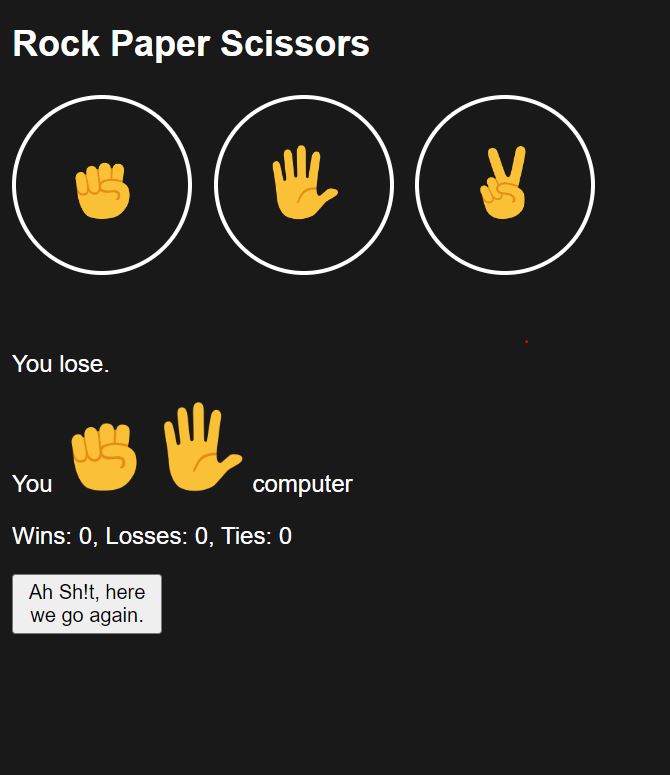 Rock Paper Scissors
You lose.
You computer
Wins: 0, Losses: 0, Ties: 0
Ah Sh!t, here
we go again.